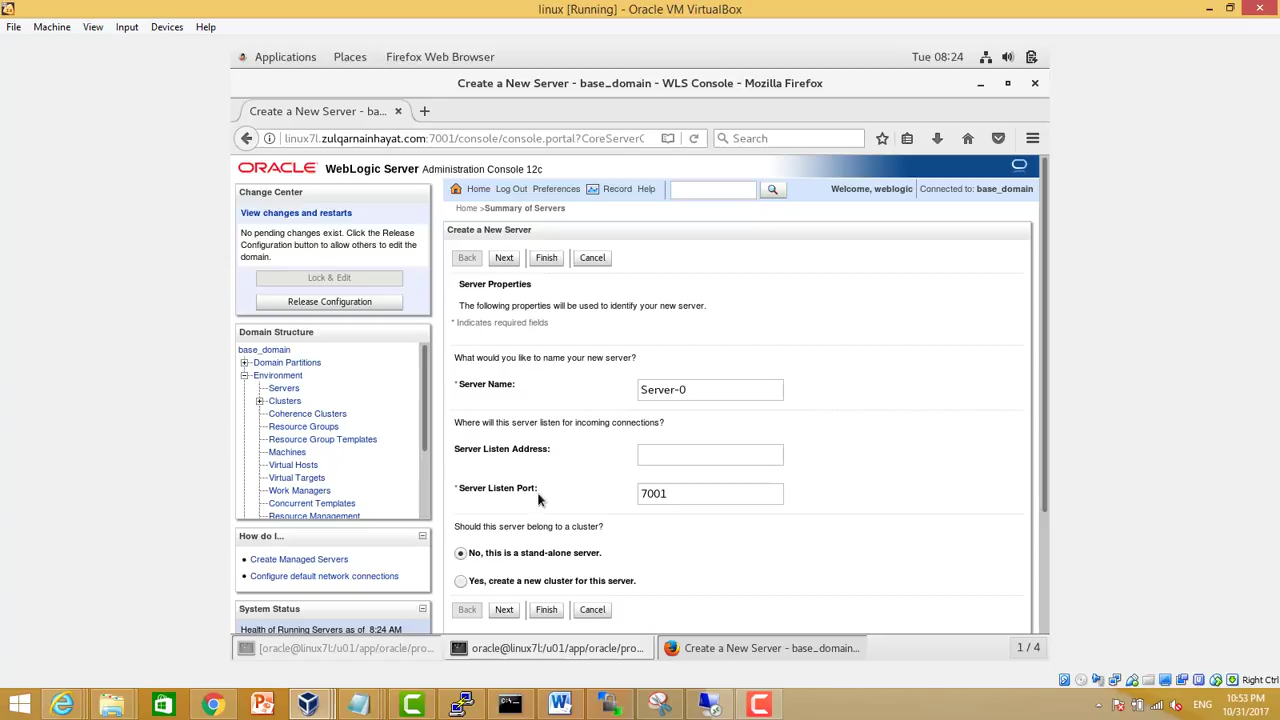 linux [Running] - Oracle VM VirtualBox
File Machine View Input Devices Help
Applications Places Firefox Web Browser Tue 08:24
Create a New Server - base_domain - WLS Console - Mozilla Firefox
Create a New Server - ba...
linux7l.zulqarnainhayat.com:7001/console/console.portal?CoreServerC
Search
ORACLE WebLogic Server Administration Console 12c
Change Center
View changes and restarts
No pending changes exist. Click the Release
Configuration button to allow others to edit the
domain.
Lock & Edit
Release Configuration
Domain Structure
base_domain
Domain Partitions
Environment
Servers
Clusters
Coherence Clusters
Resource Groups
Resource Group Templates
Machines
Virtual Hosts
Virtual Targets
Work Managers
Concurrent Templates
Resource Management
How do I...
Create Managed Servers
Configure default network connections
System Status
Health of Running Servers as of 8:24 AM
Home Log Out Preferences Record Help
Welcome, weblogic Connected to: base_domain
Home >Summary of Servers
Create a New Server
Back Next Finish Cancel
Server Properties
The following properties will be used to identify your new server.
* Indicates required fields
What would you like to name your new server?
* Server Name: Server-0
Where will this server listen for incoming connections?
Server Listen Address:
* Server Listen Port: 7001
Should this server belong to a cluster?
No, this is a stand-alone server.
Yes, create a new cluster for this server.
Back Next Finish Cancel
[oracle@linux7l:/u01/app/oracle/pro...
oracle@linux7l:/u01/app/oracle/pro...
Create a New Server - base_domain...
1 / 4
Right Ctrl
ENG
10:53 PM
10/31/2017